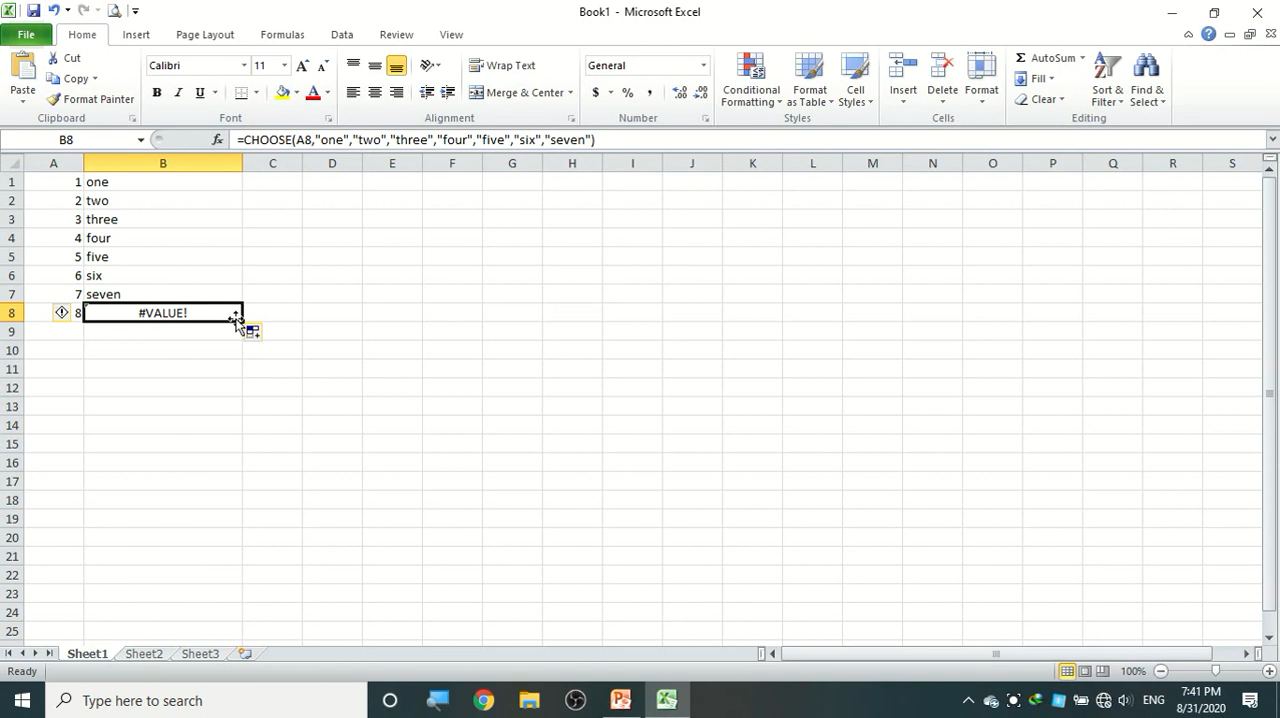 Book1 - Microsoft Excel
File Home Insert Page Layout Formulas Data Review View
Paste
Cut
Copy
Format Painter
Clipboard
Calibri 11
B I U
A A
A
Font
Wrap Text
Merge & Center
Alignment
General
$ % ,
Number
Conditional Formatting
Format as Table
Cell Styles
Styles
Insert
Delete
Format
Cells
Σ AutoSum
Fill
Clear
Sort & Filter
Find & Select
Editing
B8 fx =CHOOSE(A8,"one","two","three","four","five","six","seven")
A B C D E F G H I J K L M N O P Q R S
1 1 one
2 2 two
3 3 three
4 4 four
5 5 five
6 6 six
7 7 seven
8 8 #VALUE!
9
10
11
12
13
14
15
16
17
18
19
20
21
22
23
24
25
Sheet1 Sheet2 Sheet3
Ready 100%
Type here to search
ENG
7:41 PM
8/31/2020